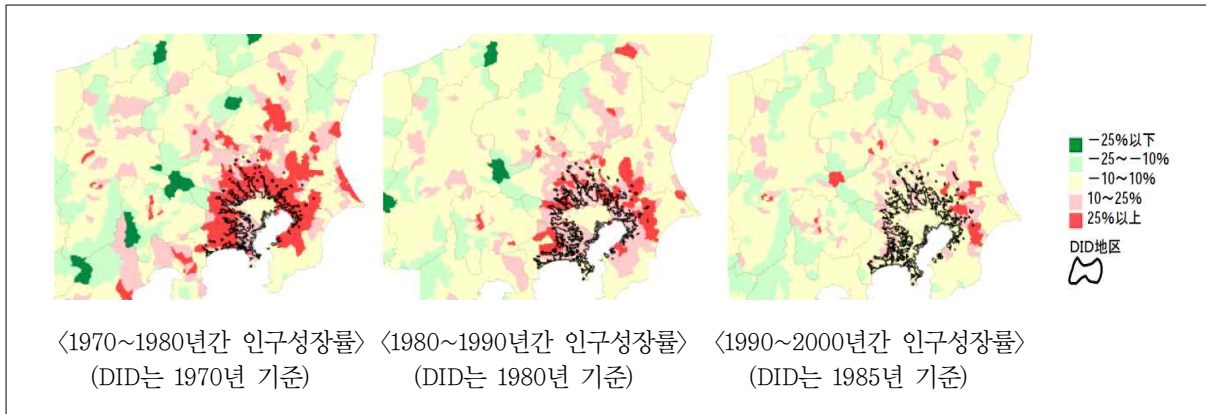 -25%以下
-25~-10%
-10~10%
10~25%
25%以上
DID地区
〈1970~1980년간 인구성장률〉 〈1980~1990년간 인구성장률〉 〈1990~2000년간 인구성장률〉
(DID는 1970년 기준) (DID는 1980년 기준) (DID는 1985년 기준)